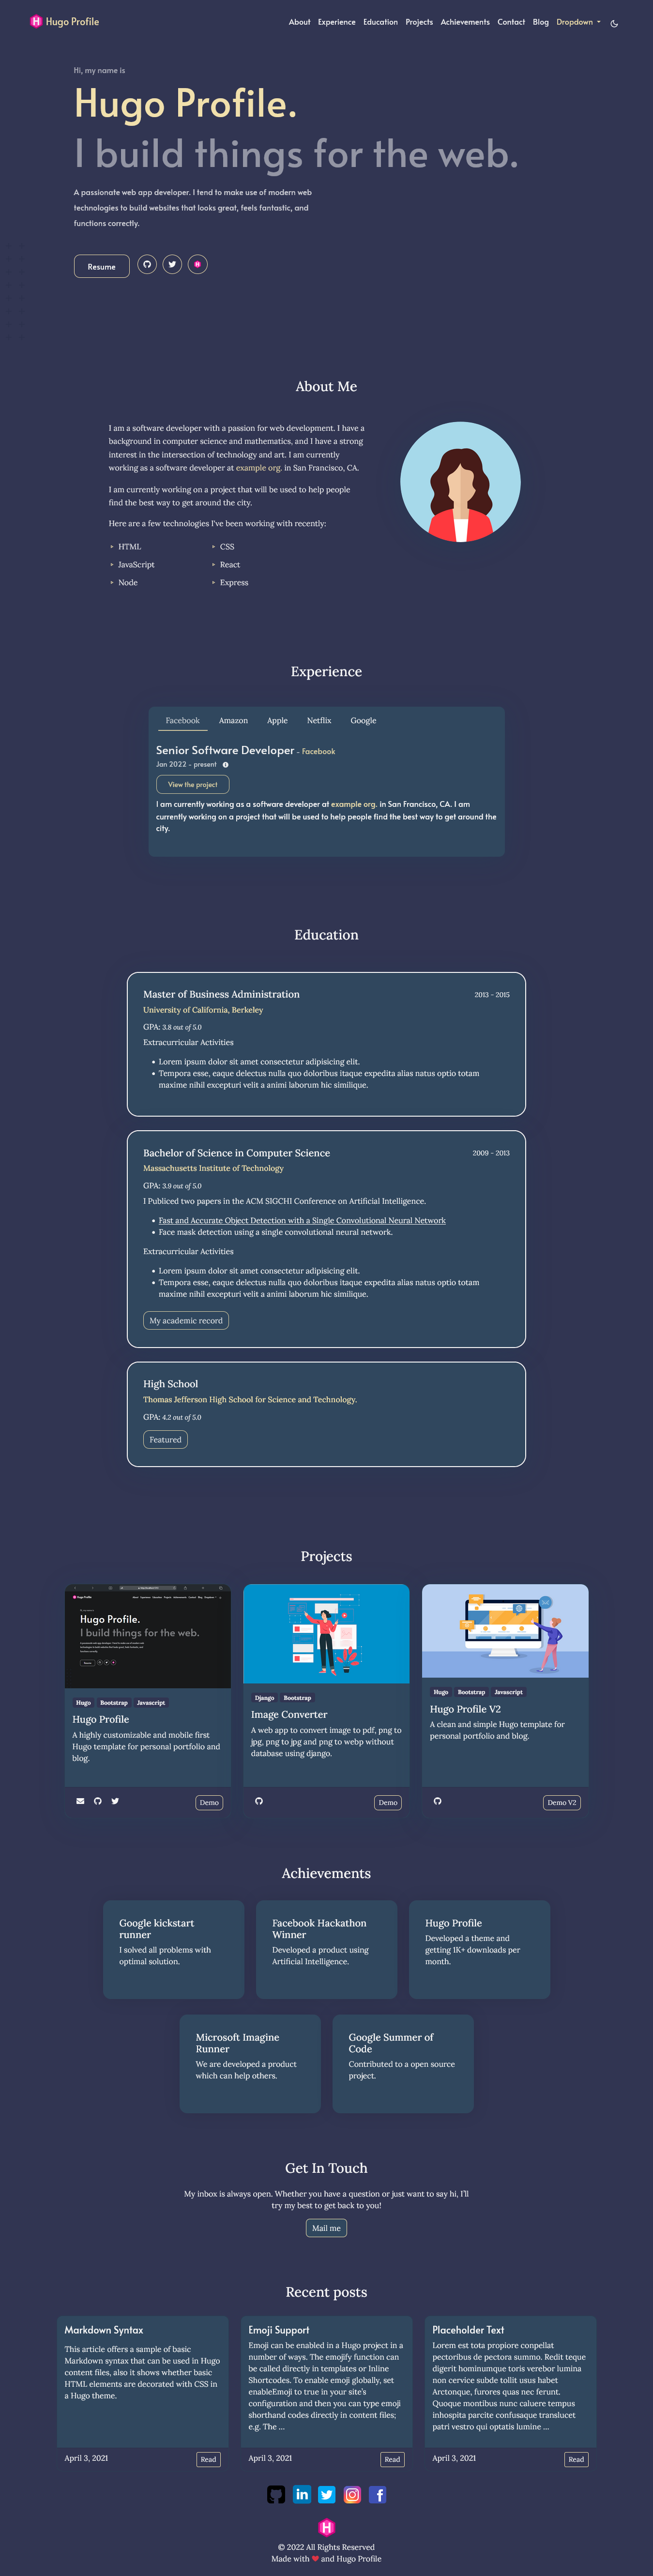 Hugo Profile
About Experience Education Projects Achievements Contact Blog Dropdown
Hi, my name is
Hugo Profile.
I build things for the web.
A passionate web app developer. I tend to make use of modern web
technologies to build websites that looks great, feels fantastic, and
functions correctly.
Resume
About Me
I am a software developer with a passion for web development. I have a
background in computer science and mathematics, and I have a strong
interest in the intersection of technology and art. I am currently
working as a software developer at example org. in San Francisco, CA.
I am currently working on a project that will be used to help people
find the best way to get around the city.
Here are a few technologies I've been working with recently:
HTML
CSS
JavaScript
React
Node
Express
Experience
Facebook Amazon Apple Netflix Google
Senior Software Developer - Facebook
Jan 2022 - present
View the project
I am currently working as a software developer at example org. in San Francisco, CA. I am
currently working on a project that will be used to help people find the best way to get around the
city.
Education
Master of Business Administration
2013 - 2015
University of California, Berkeley
GPA: 3.8 out of 5.0
Extracurricular Activities
Lorem ipsum dolor sit amet consectetur adipisicing elit.
Tempora esse, eaque delectus nulla quo doloribus itaque expedita alias natus optio totam
maxime nihil excepturi velit a animi laborum hic similique.
Bachelor of Science in Computer Science
2009 - 2013
Massachusetts Institute of Technology
GPA: 3.9 out of 5.0
I Publiced two papers in the ACM SIGCHI Conference on Artificial Intelligence.
Fast and Accurate Object Detection with a Single Convolutional Neural Network
Face mask detection using a single convolutional neural network.
Extracurricular Activities
Lorem ipsum dolor sit amet consectetur adipisicing elit.
Tempora esse, eaque delectus nulla quo doloribus itaque expedita alias natus optio totam
maxime nihil excepturi velit a animi laborum hic similique.
My academic record
High School
Thomas Jefferson High School for Science and Technology.
GPA: 4.2 out of 5.0
Featured
Projects
Hugo Profile.
I build things for the web.
Hugo Bootstrap Javascript
Hugo Profile
A highly customizable and mobile first
Hugo template for personal portfolio and
blog.
Demo
Django Bootstrap
Image Converter
A web app to convert image to pdf, png to
jpg, png to jpg and png to webp without
database using django.
Demo
Hugo Bootstrap Javascript
Hugo Profile V2
A clean and simple Hugo template for
personal portfolio and blog.
Demo V2
Achievements
Google kickstart
runner
I solved all problems with
optimal solution.
Facebook Hackathon
Winner
Developed a product using
Artificial Intelligence.
Hugo Profile
Developed a theme and
getting 1K+ downloads per
month.
Microsoft Imagine
Runner
We are developed a product
which can help others.
Google Summer of
Code
Contributed to a open source
project.
Get In Touch
My inbox is always open. Whether you have a question or just want to say hi, I'll
try my best to get back to you!
Mail me
Recent posts
Markdown Syntax
This article offers a sample of basic
Markdown syntax that can be used in Hugo
content files, also it shows whether basic
HTML elements are decorated with CSS in
a Hugo theme.
April 3, 2021
Read
Emoji Support
Emoji can be enabled in a Hugo project in a
number of ways. The emojify function can
be called directly in templates or Inline
Shortcodes. To enable emoji globally, set
enableEmoji to true in your site's
configuration and then you can type emoji
shorthand codes directly in content files;
e.g. The ...
April 3, 2021
Read
Placeholder Text
Lorem est tota propiore conpellat
pectoribus de pectora summo. Redit teque
digerit hominumque toris verebor lumina
non cervice subde tollit usus habet
Arctonque, furores quas nec ferunt.
Quoque montibus nunc caluere tempus
inhospita parcite confusaque translucet
patri vestro qui optatis lumine ...
April 3, 2021
Read
© 2022 All Rights Reserved
Made with ❤ and Hugo Profile